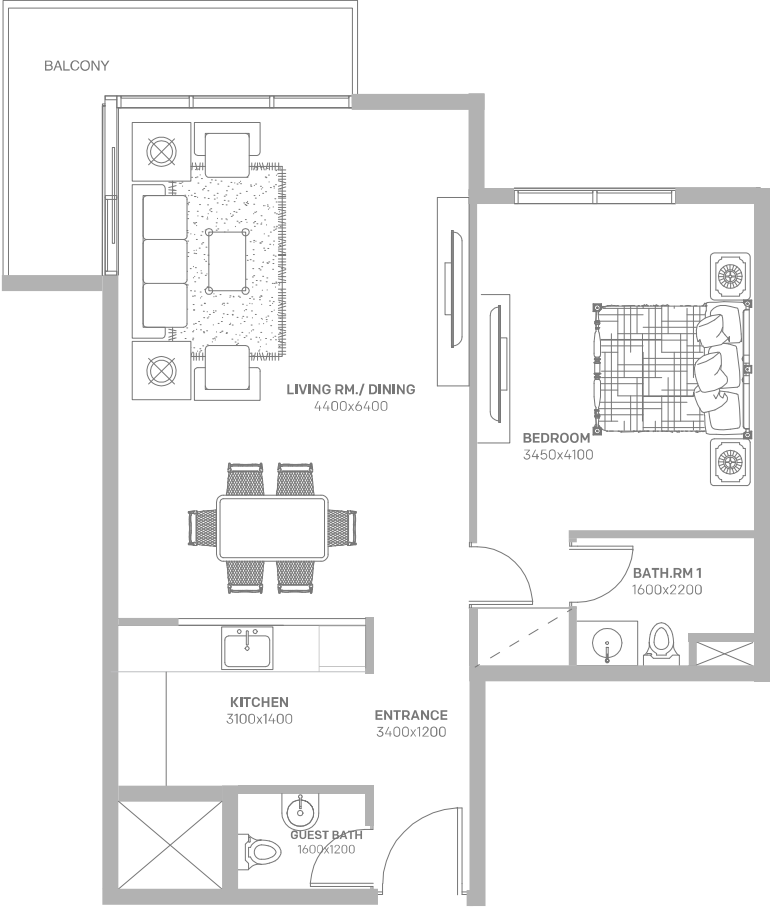 BALCONY
LIVING RM./ DINING
4400x6400
BEDROOM
3450x4100
BATH.RM 1
1600x2200
KITCHEN
3100x1400
ENTRANCE
3400x1200
GUEST BATH
1600x1200